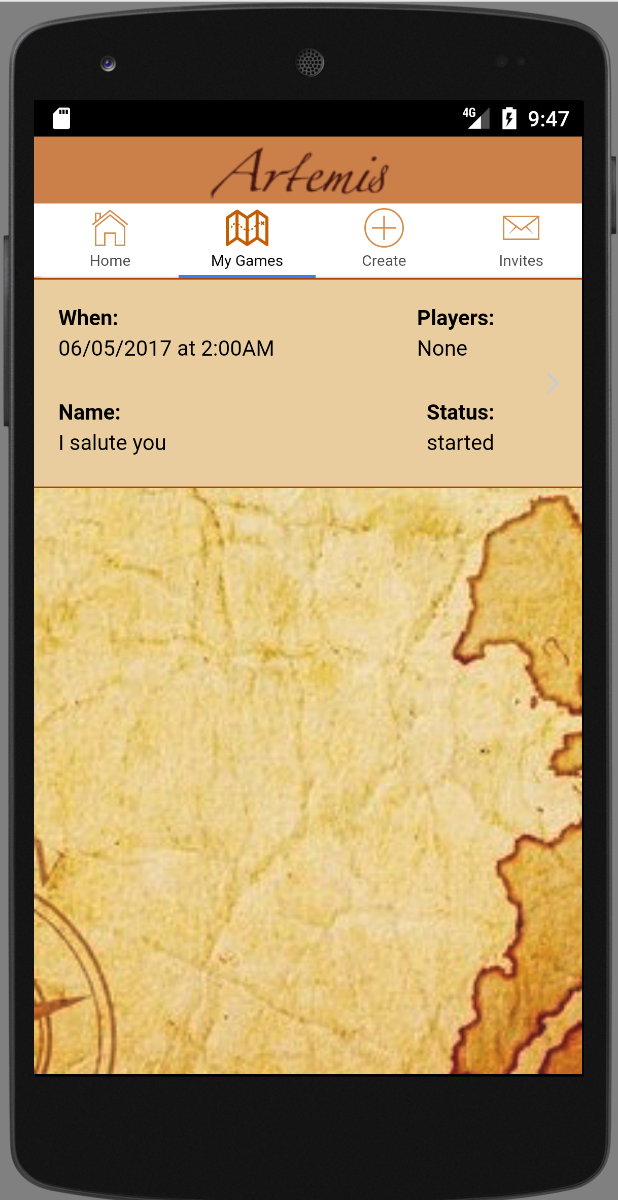 4G 9:47
Artemis
Home My Games Create Invites
When: Players:
06/05/2017 at 2:00AM None
Name: Status:
I salute you started